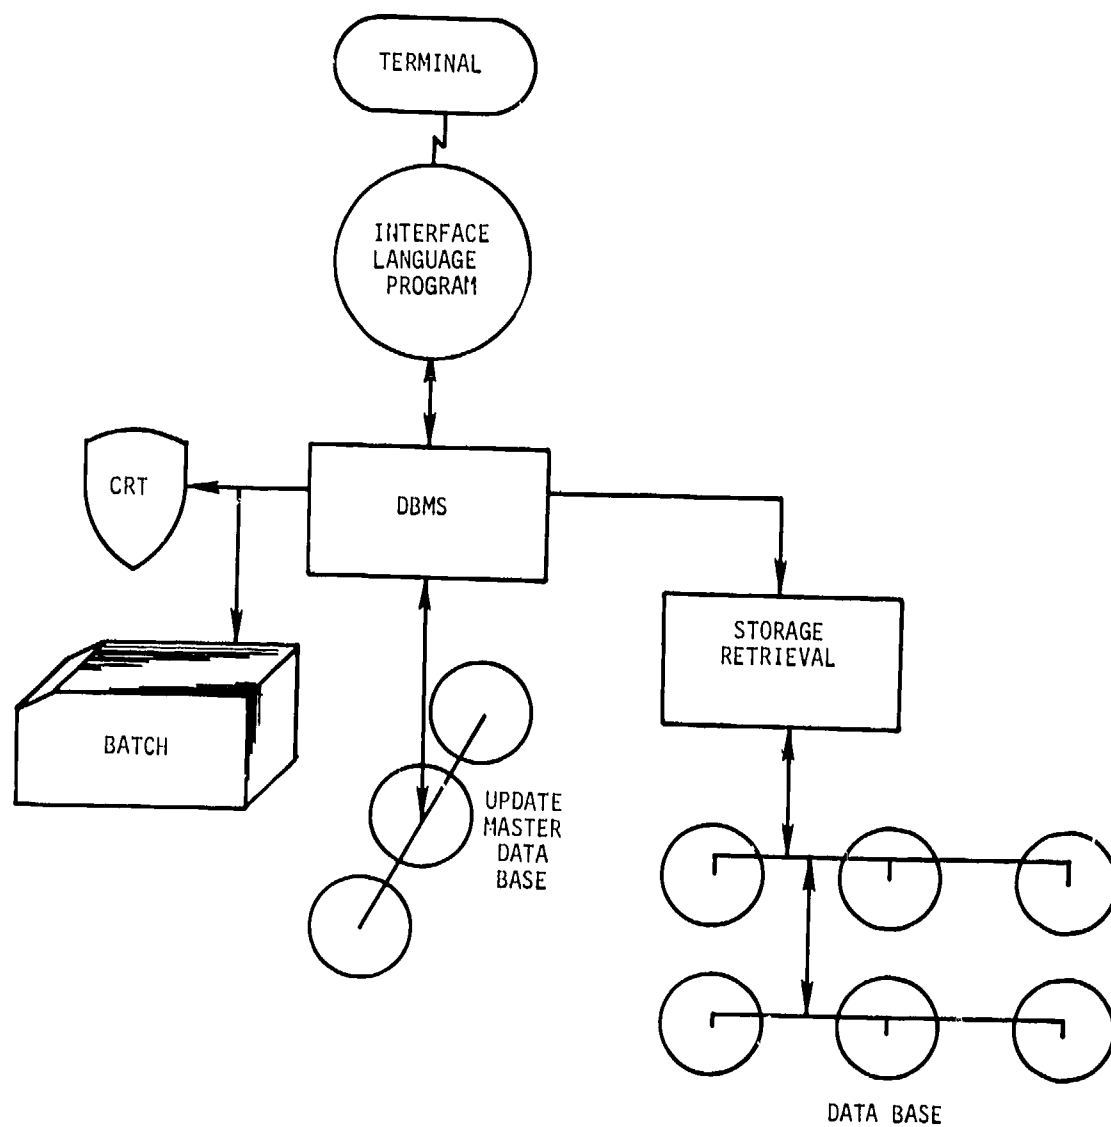 TERMINAL
INTERFACE
LANGUAGE
PROGRAM
CRT
DBMS
STORAGE
RETRIEVAL
BATCH
UPDATE
MASTER
DATA
BASE
DATA BASE